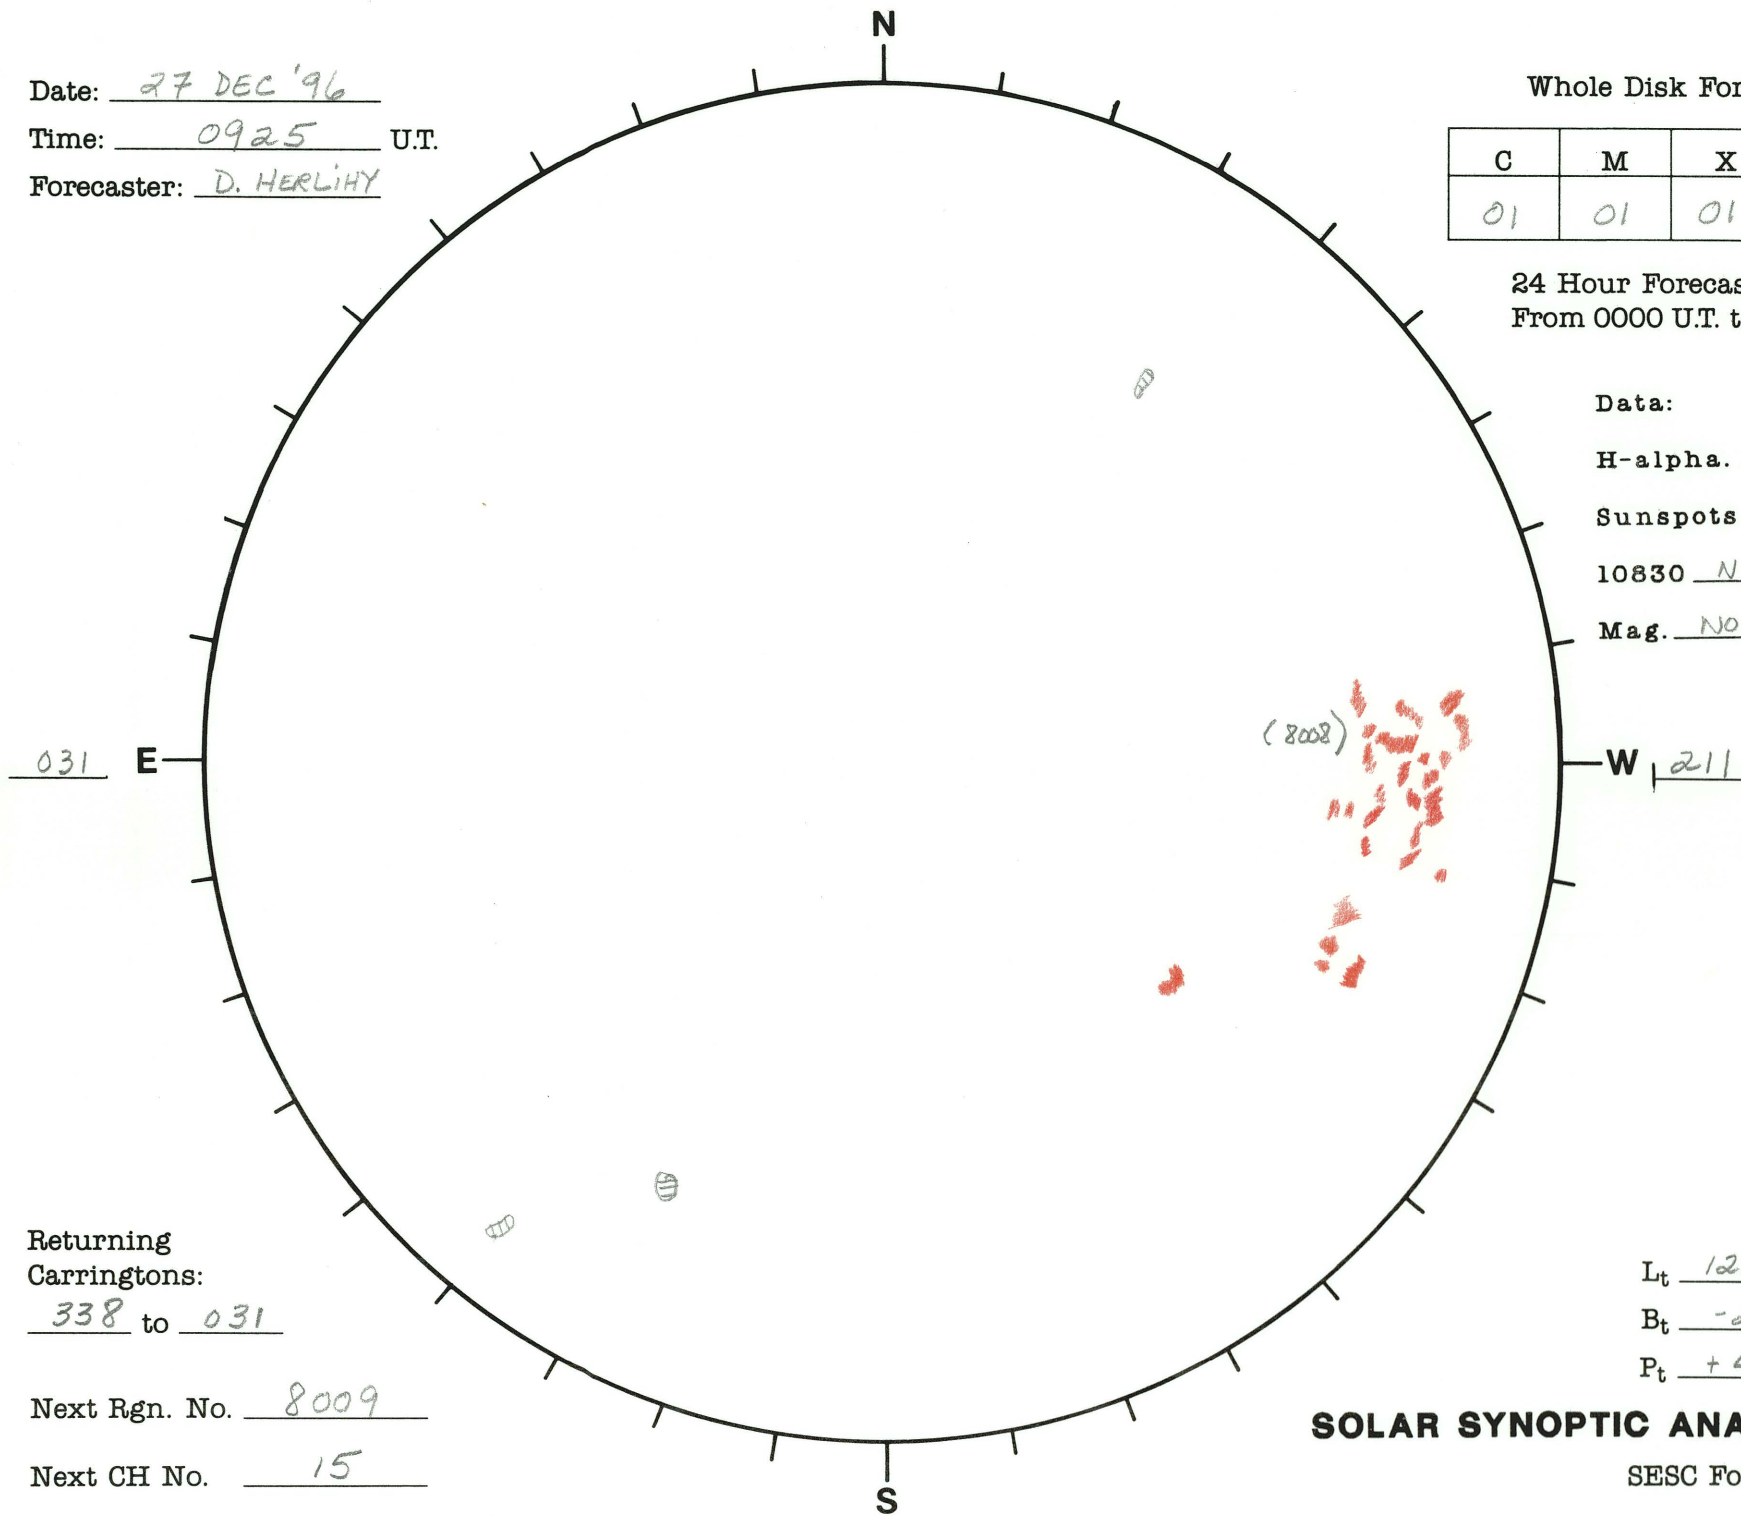 N
Date: 27 DEC '96
Time: 0925 U.T.
Forecaster: D. HERLIHY
Whole Disk For
C M X
01 01 01
24 Hour Forecas
From 0000 U.T. t
Data:
H-alpha.
Sunspots
10830 N
Mag. NO
(8008)
031 E
W 211
Returning
Carringtons:
338 to 031
Next Rgn. No. 8009
Next CH No. 15
Lt 12
Bt -
Pt +
SOLAR SYNOPTIC ANA
SESC Fo
S